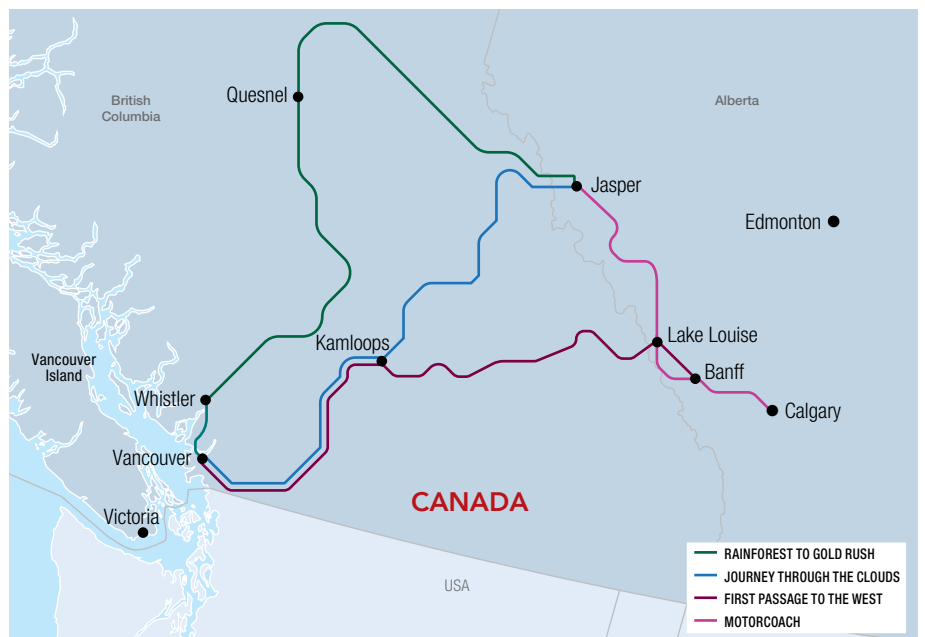 Quesnel
British
Columbia
Alberta
Jasper
Edmonton
Kamloops
Lake Louise
Vancouver
Island
Banff
Whistler
Calgary
Vancouver
CANADA
Victoria
USA
RAINFOREST TO GOLD RUSH
JOURNEY THROUGH THE CLOUDS
FIRST PASSAGE TO THE WEST
MOTORCOACH